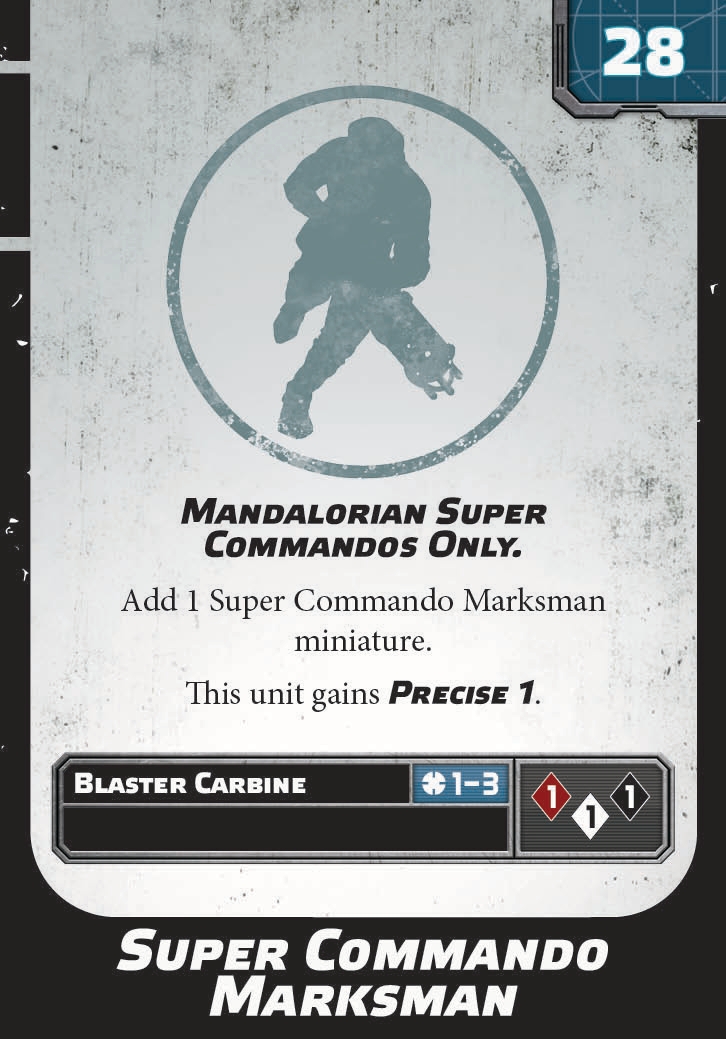 28
Mandalorian Super
Commandos Only.
Add 1 Super Commando Marksman
miniature.
This unit gains Precise 1.
Blaster Carbine 1–3 1 1 1
Super Commando
Marksman